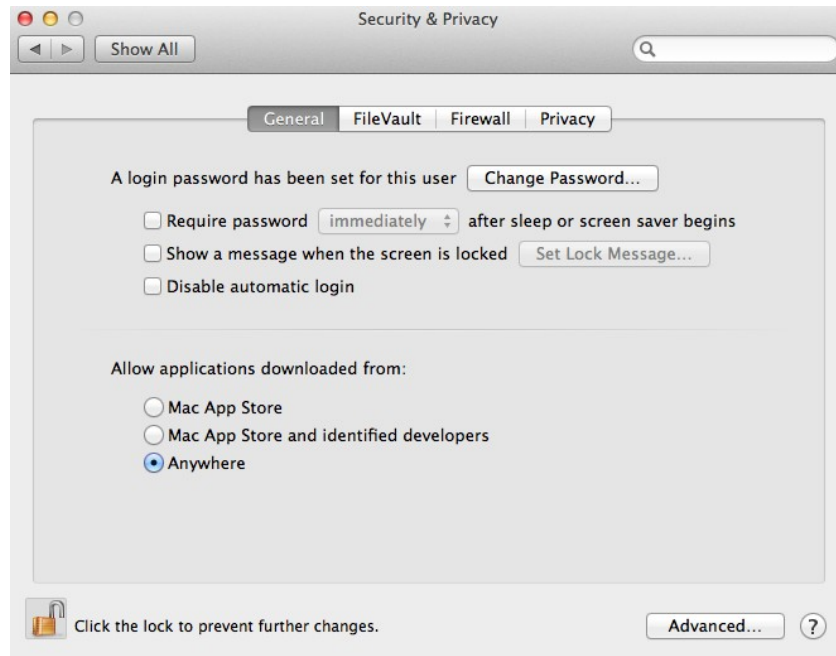 Security & Privacy
Show All
General FileVault Firewall Privacy
A login password has been set for this user Change Password...
Require password immediately after sleep or screen saver begins
Show a message when the screen is locked Set Lock Message...
Disable automatic login
Allow applications downloaded from:
Mac App Store
Mac App Store and identified developers
Anywhere
Click the lock to prevent further changes. Advanced... ?